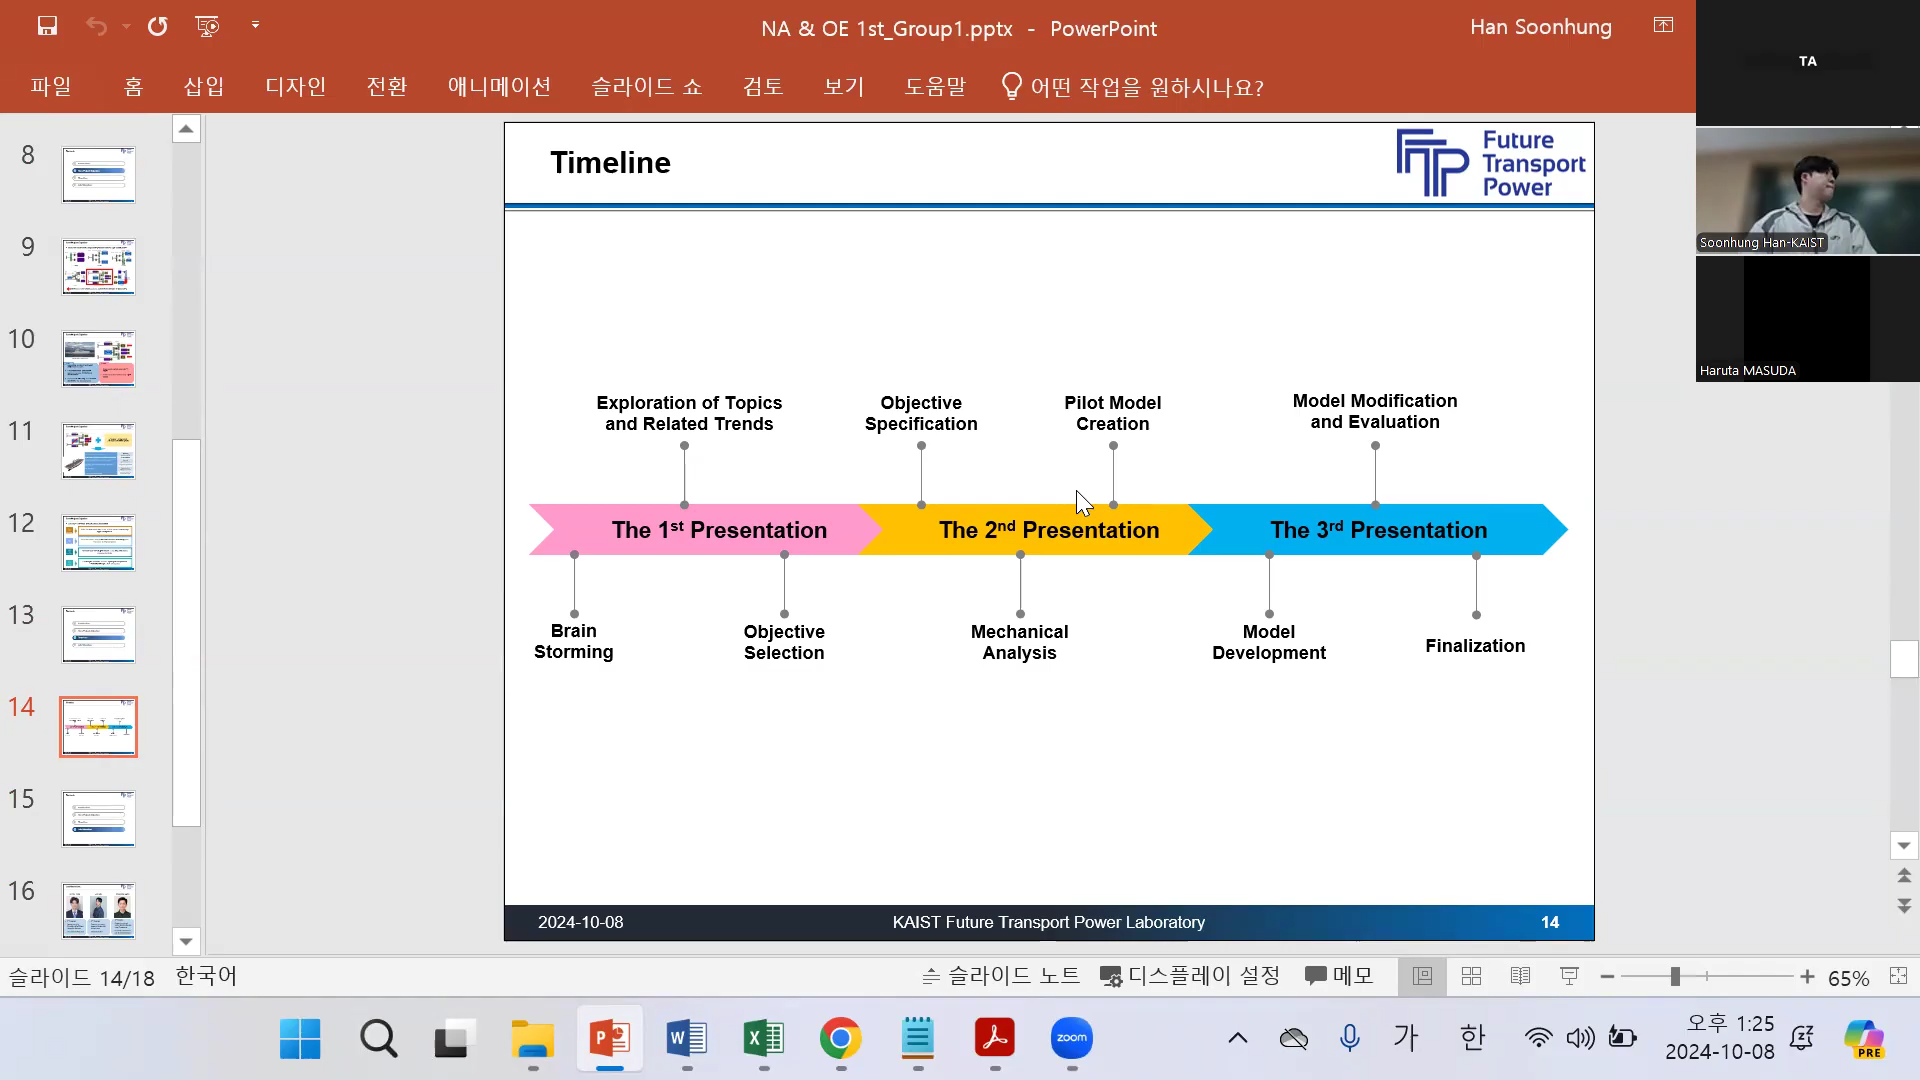 NA & OE 1st_Group1.pptx - PowerPoint
Han Soonhung
파일 홈 삽입 디자인 전환 애니메이션 슬라이드 쇼 검토 보기 도움말 어떤 작업을 원하시나요?
TA
Soonhung Han-KAIST
Haruta MASUDA
8
9
10
11
12
13
14
15
16
Timeline
FTP
Future
Transport
Power
Exploration of Topics
and Related Trends
Objective
Specification
Pilot Model
Creation
Model Modification
and Evaluation
The 1st Presentation
The 2nd Presentation
The 3rd Presentation
Brain
Storming
Objective
Selection
Mechanical
Analysis
Model
Development
Finalization
2024-10-08
KAIST Future Transport Power Laboratory
14
슬라이드 14/18 한국어
슬라이드 노트 디스플레이 설정 메모
65%
zoom
가 한
오후 1:25
2024-10-08
PRE